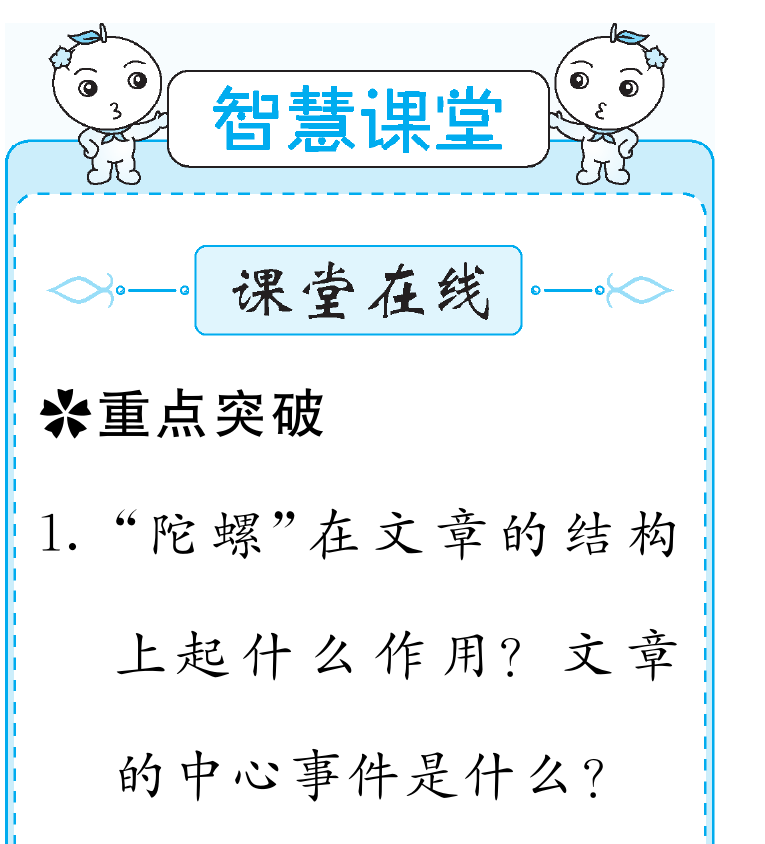 智慧课堂
课堂在线
重点突破
1. “陀螺”在文章的结构
上起什么作用？文章
的中心事件是什么？